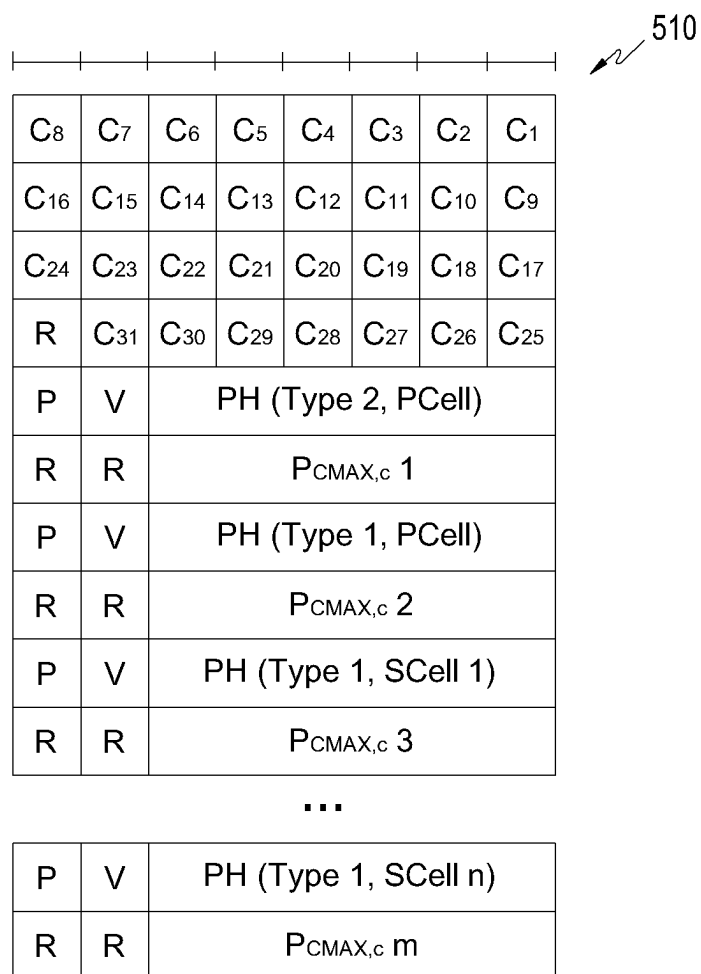 510
C8 C7 C6 C5 C4 C3 C2 C1
C16 C15 C14 C13 C12 C11 C10 C9
C24 C23 C22 C21 C20 C19 C18 C17
R C31 C30 C29 C28 C27 C26 C25
P V PH (Type 2, PCell)
R R PCMAX,c 1
P V PH (Type 1, PCell)
R R PCMAX,c 2
P V PH (Type 1, SCell 1)
R R PCMAX,c 3
...
P V PH (Type 1, SCell n)
R R PCMAX,c m